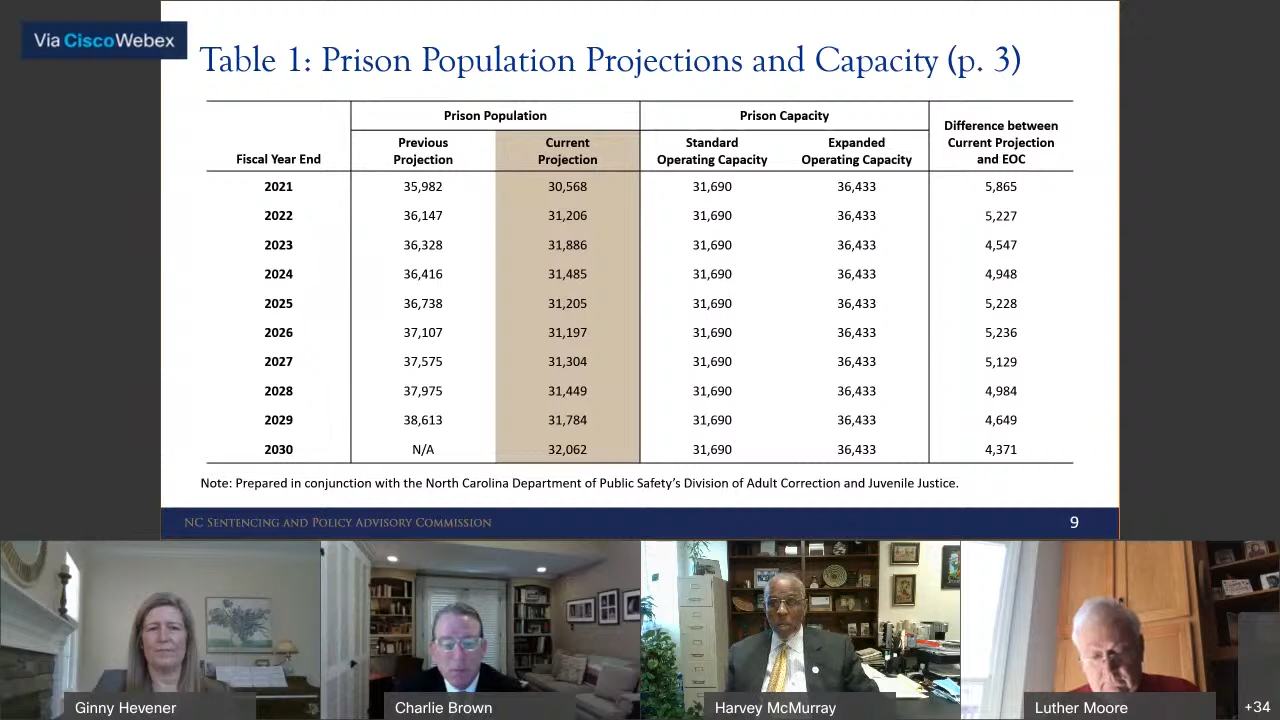 Via CiscoWebex
Table 1: Prison Population Projections and Capacity (p. 3)
Prison Population Prison Capacity Difference between Current Projection and EOC
Fiscal Year End Previous Projection Current Projection Standard Operating Capacity Expanded Operating Capacity
2021 35,982 30,568 31,690 36,433 5,865
2022 36,147 31,206 31,690 36,433 5,227
2023 36,328 31,886 31,690 36,433 4,547
2024 36,416 31,485 31,690 36,433 4,948
2025 36,738 31,205 31,690 36,433 5,228
2026 37,107 31,197 31,690 36,433 5,236
2027 37,575 31,304 31,690 36,433 5,129
2028 37,975 31,449 31,690 36,433 4,984
2029 38,613 31,784 31,690 36,433 4,649
2030 N/A 32,062 31,690 36,433 4,371
Note: Prepared in conjunction with the North Carolina Department of Public Safety's Division of Adult Correction and Juvenile Justice.
NC Sentencing and Policy Advisory Commission 9
Ginny Hevener Charlie Brown Harvey McMurray Luther Moore +34